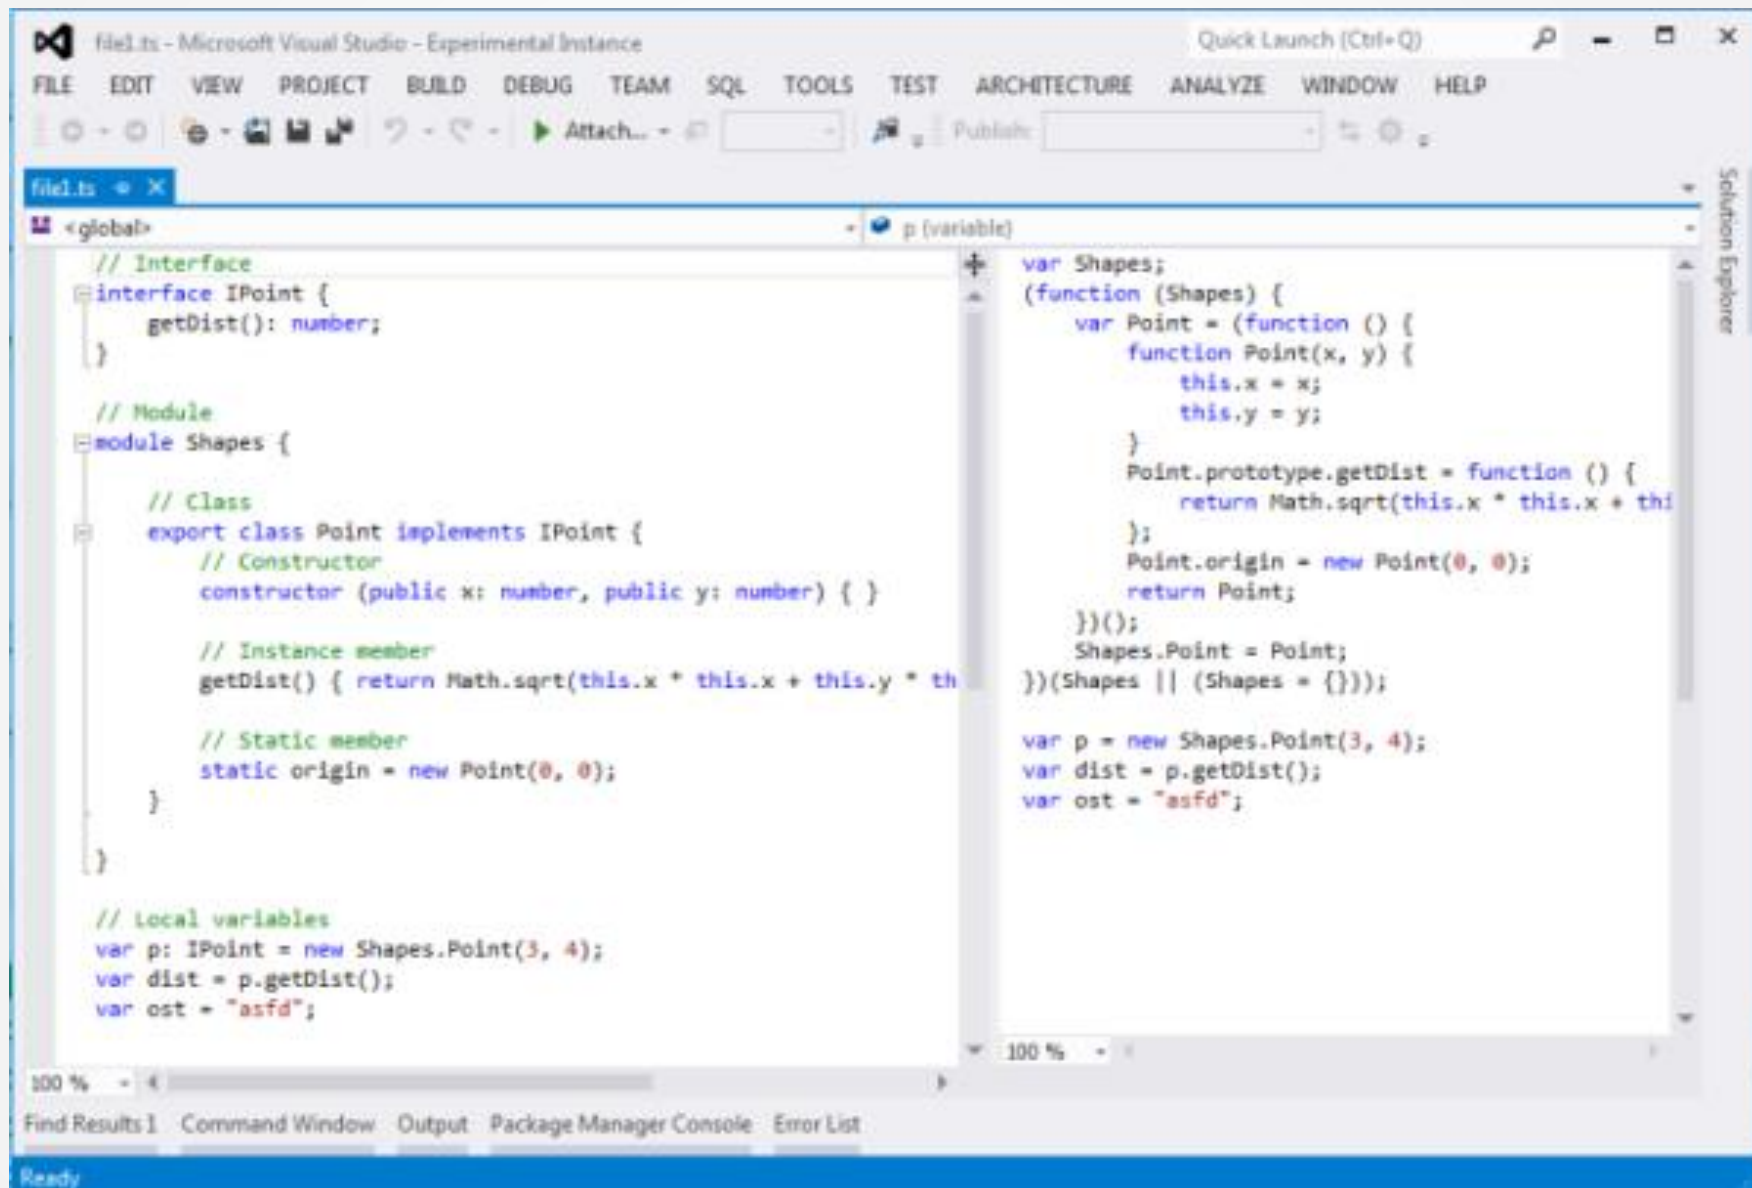 file1.ts - Microsoft Visual Studio - Experimental Instance
Quick Launch (Ctrl+Q)
FILE EDIT VIEW PROJECT BUILD DEBUG TEAM SQL TOOLS TEST ARCHITECTURE ANALYZE WINDOW HELP
Attach...
Publish:
file1.ts
<global>
p (variable)
// Interface
interface IPoint {
getDist(): number;
}
// Module
module Shapes {
// Class
export class Point implements IPoint {
// Constructor
constructor (public x: number, public y: number) { }
// Instance member
getDist() { return Math.sqrt(this.x * this.x + this.y * th
// Static member
static origin = new Point(0, 0);
}
}
// Local variables
var p: IPoint = new Shapes.Point(3, 4);
var dist = p.getDist();
var ost = "asfd";
100 %
var Shapes;
(function (Shapes) {
var Point = (function () {
function Point(x, y) {
this.x = x;
this.y = y;
}
Point.prototype.getDist = function () {
return Math.sqrt(this.x * this.x + thi
};
Point.origin = new Point(0, 0);
return Point;
})();
Shapes.Point = Point;
})(Shapes || (Shapes = {}));
var p = new Shapes.Point(3, 4);
var dist = p.getDist();
var ost = "asfd";
100 %
Solution Explorer
Find Results 1 Command Window Output Package Manager Console Error List
Ready